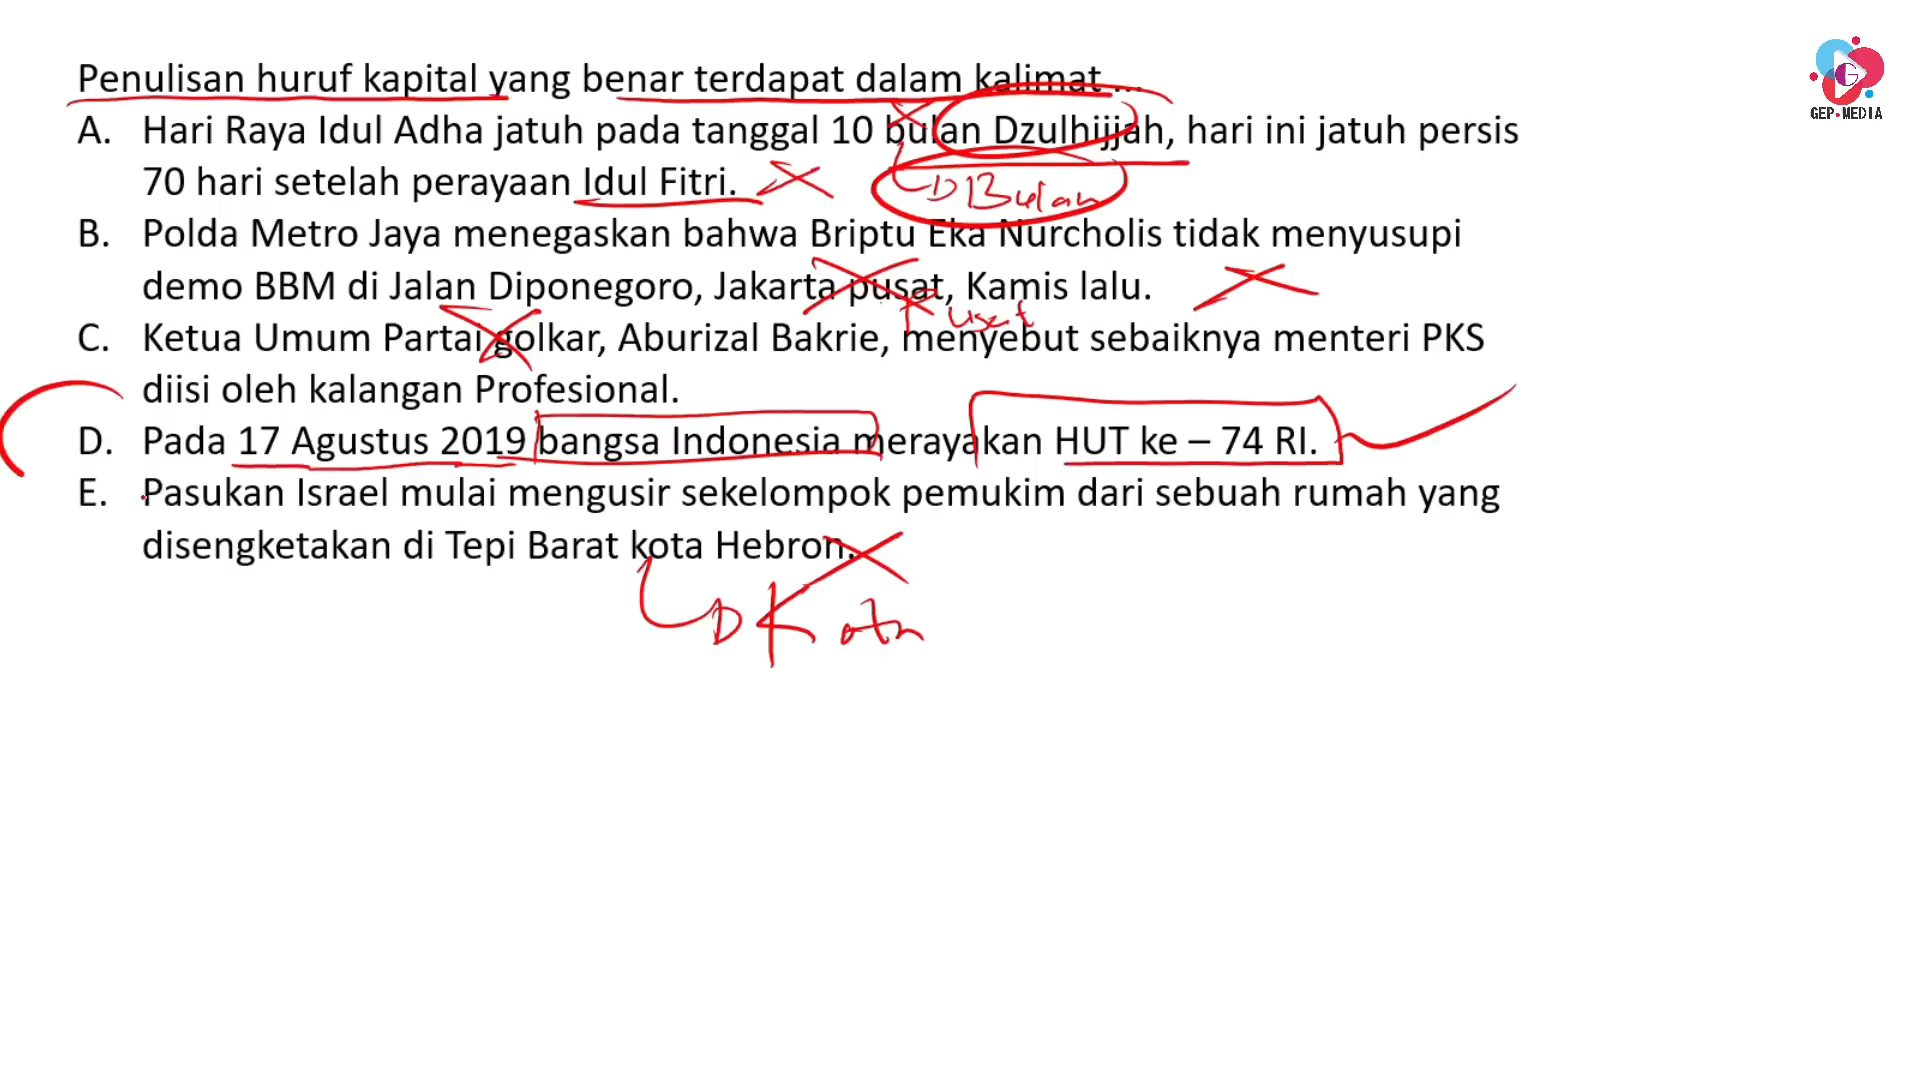 Penulisan huruf kapital yang benar terdapat dalam kalimat ...
A. Hari Raya Idul Adha jatuh pada tanggal 10 bulan Dzulhijjah, hari ini jatuh persis
70 hari setelah perayaan Idul Fitri.
Bulan
B. Polda Metro Jaya menegaskan bahwa Briptu Eka Nurcholis tidak menyusupi
demo BBM di Jalan Diponegoro, Jakarta pusat, Kamis lalu.
Pusat
C. Ketua Umum Partai golkar, Aburizal Bakrie, menyebut sebaiknya menteri PKS
diisi oleh kalangan Profesional.
D. Pada 17 Agustus 2019 bangsa Indonesia merayakan HUT ke – 74 RI.
E. Pasukan Israel mulai mengusir sekelompok pemukim dari sebuah rumah yang
disengketakan di Tepi Barat kota Hebron.
Kota
G
GEP MEDIA